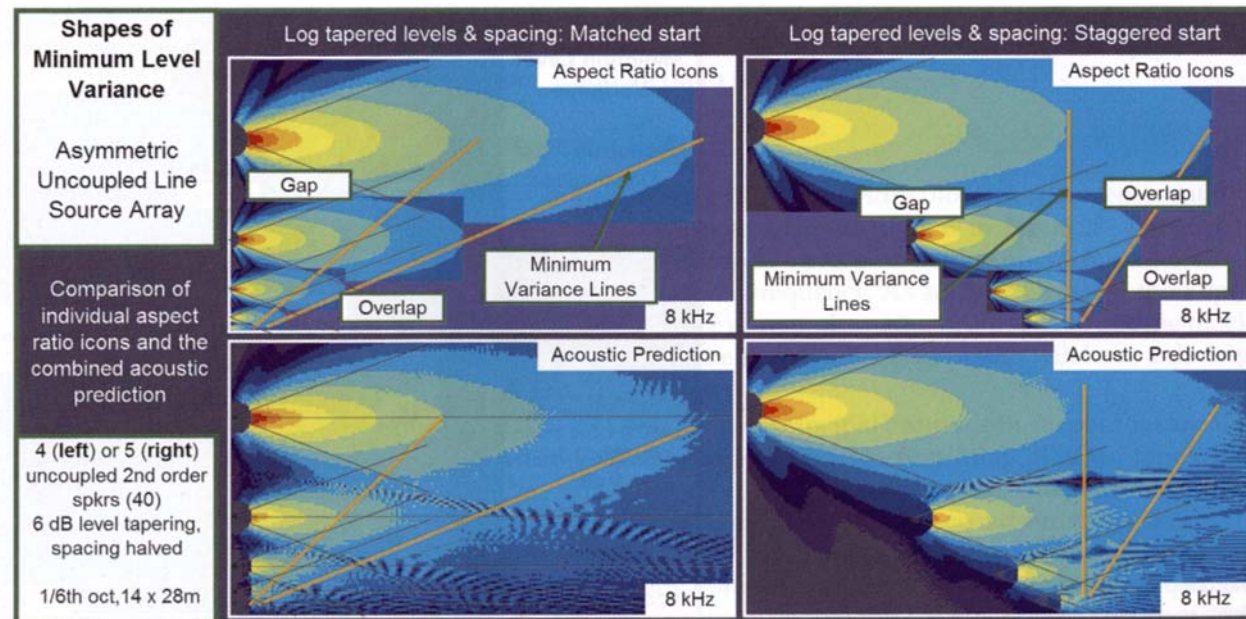 Shapes of
Minimum Level
Variance
Asymmetric
Uncoupled Line
Source Array
Comparison of
individual aspect
ratio icons and the
combined acoustic
prediction
4 (left) or 5 (right)
uncoupled 2nd order
spkrs (40)
6 dB level tapering,
spacing halved
1/6th oct,14 x 28m
Log tapered levels & spacing: Matched start
Aspect Ratio Icons
Gap
Minimum
Variance Lines
Overlap
8 kHz
Log tapered levels & spacing: Staggered start
Aspect Ratio Icons
Gap
Overlap
Minimum Variance
Lines
Overlap
8 kHz
Acoustic Prediction
8 kHz
Acoustic Prediction
8 kHz